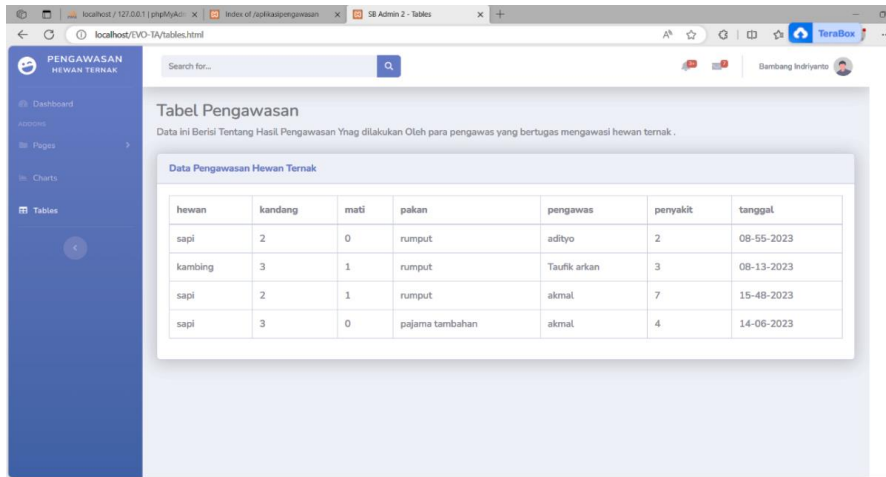 localhost / 127.0.0.1 | phpMyAdr
Index of /aplikasipengawasan
SB Admin 2 - Tables
localhost/EVO-TA/tables.html
TeraBox
PENGAWASAN
HEWAN TERNAK
Search for...
Bambang Indriyanto
Dashboard
ADDONS
Pages
Charts
Tables
Tabel Pengawasan
Data ini Berisi Tentang Hasil Pengawasan Ynag dilakukan Oleh para pengawas yang bertugas mengawasi hewan ternak .
Data Pengawasan Hewan Ternak
hewan kandang mati pakan pengawas penyakit tanggal
sapi 2 0 rumput adityo 2 08-55-2023
kambing 3 1 rumput Taufik arkan 3 08-13-2023
sapi 2 1 rumput akmal 7 15-48-2023
sapi 3 0 pajama tambahan akmal 4 14-06-2023